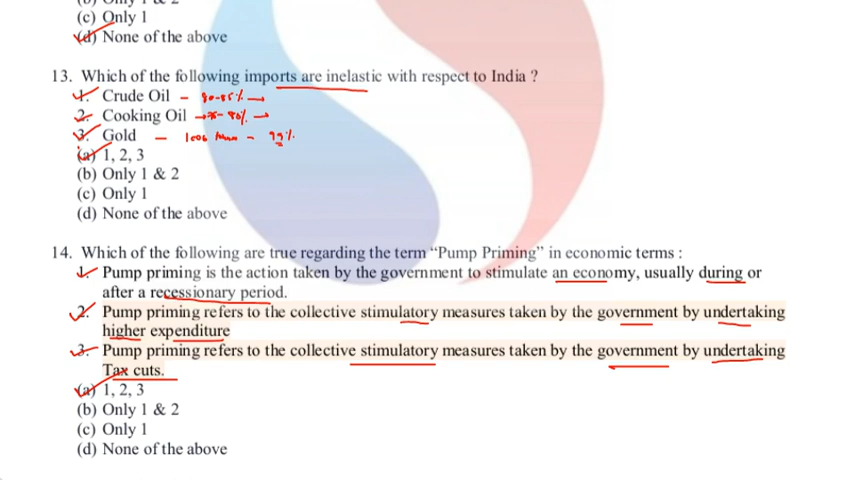 (c) Only 1
(d) None of the above
13. Which of the following imports are inelastic with respect to India ?
1. Crude Oil – 80-85% →
2. Cooking Oil → 80% →
3. Gold – 1000 – 99%
(a) 1, 2, 3
(b) Only 1 & 2
(c) Only 1
(d) None of the above
14. Which of the following are true regarding the term “Pump Priming” in economic terms :
1. Pump priming is the action taken by the government to stimulate an economy, usually during or
after a recessionary period.
2. Pump priming refers to the collective stimulatory measures taken by the government by undertaking
higher expenditure
3. Pump priming refers to the collective stimulatory measures taken by the government by undertaking
Tax cuts.
(a) 1, 2, 3
(b) Only 1 & 2
(c) Only 1
(d) None of the above